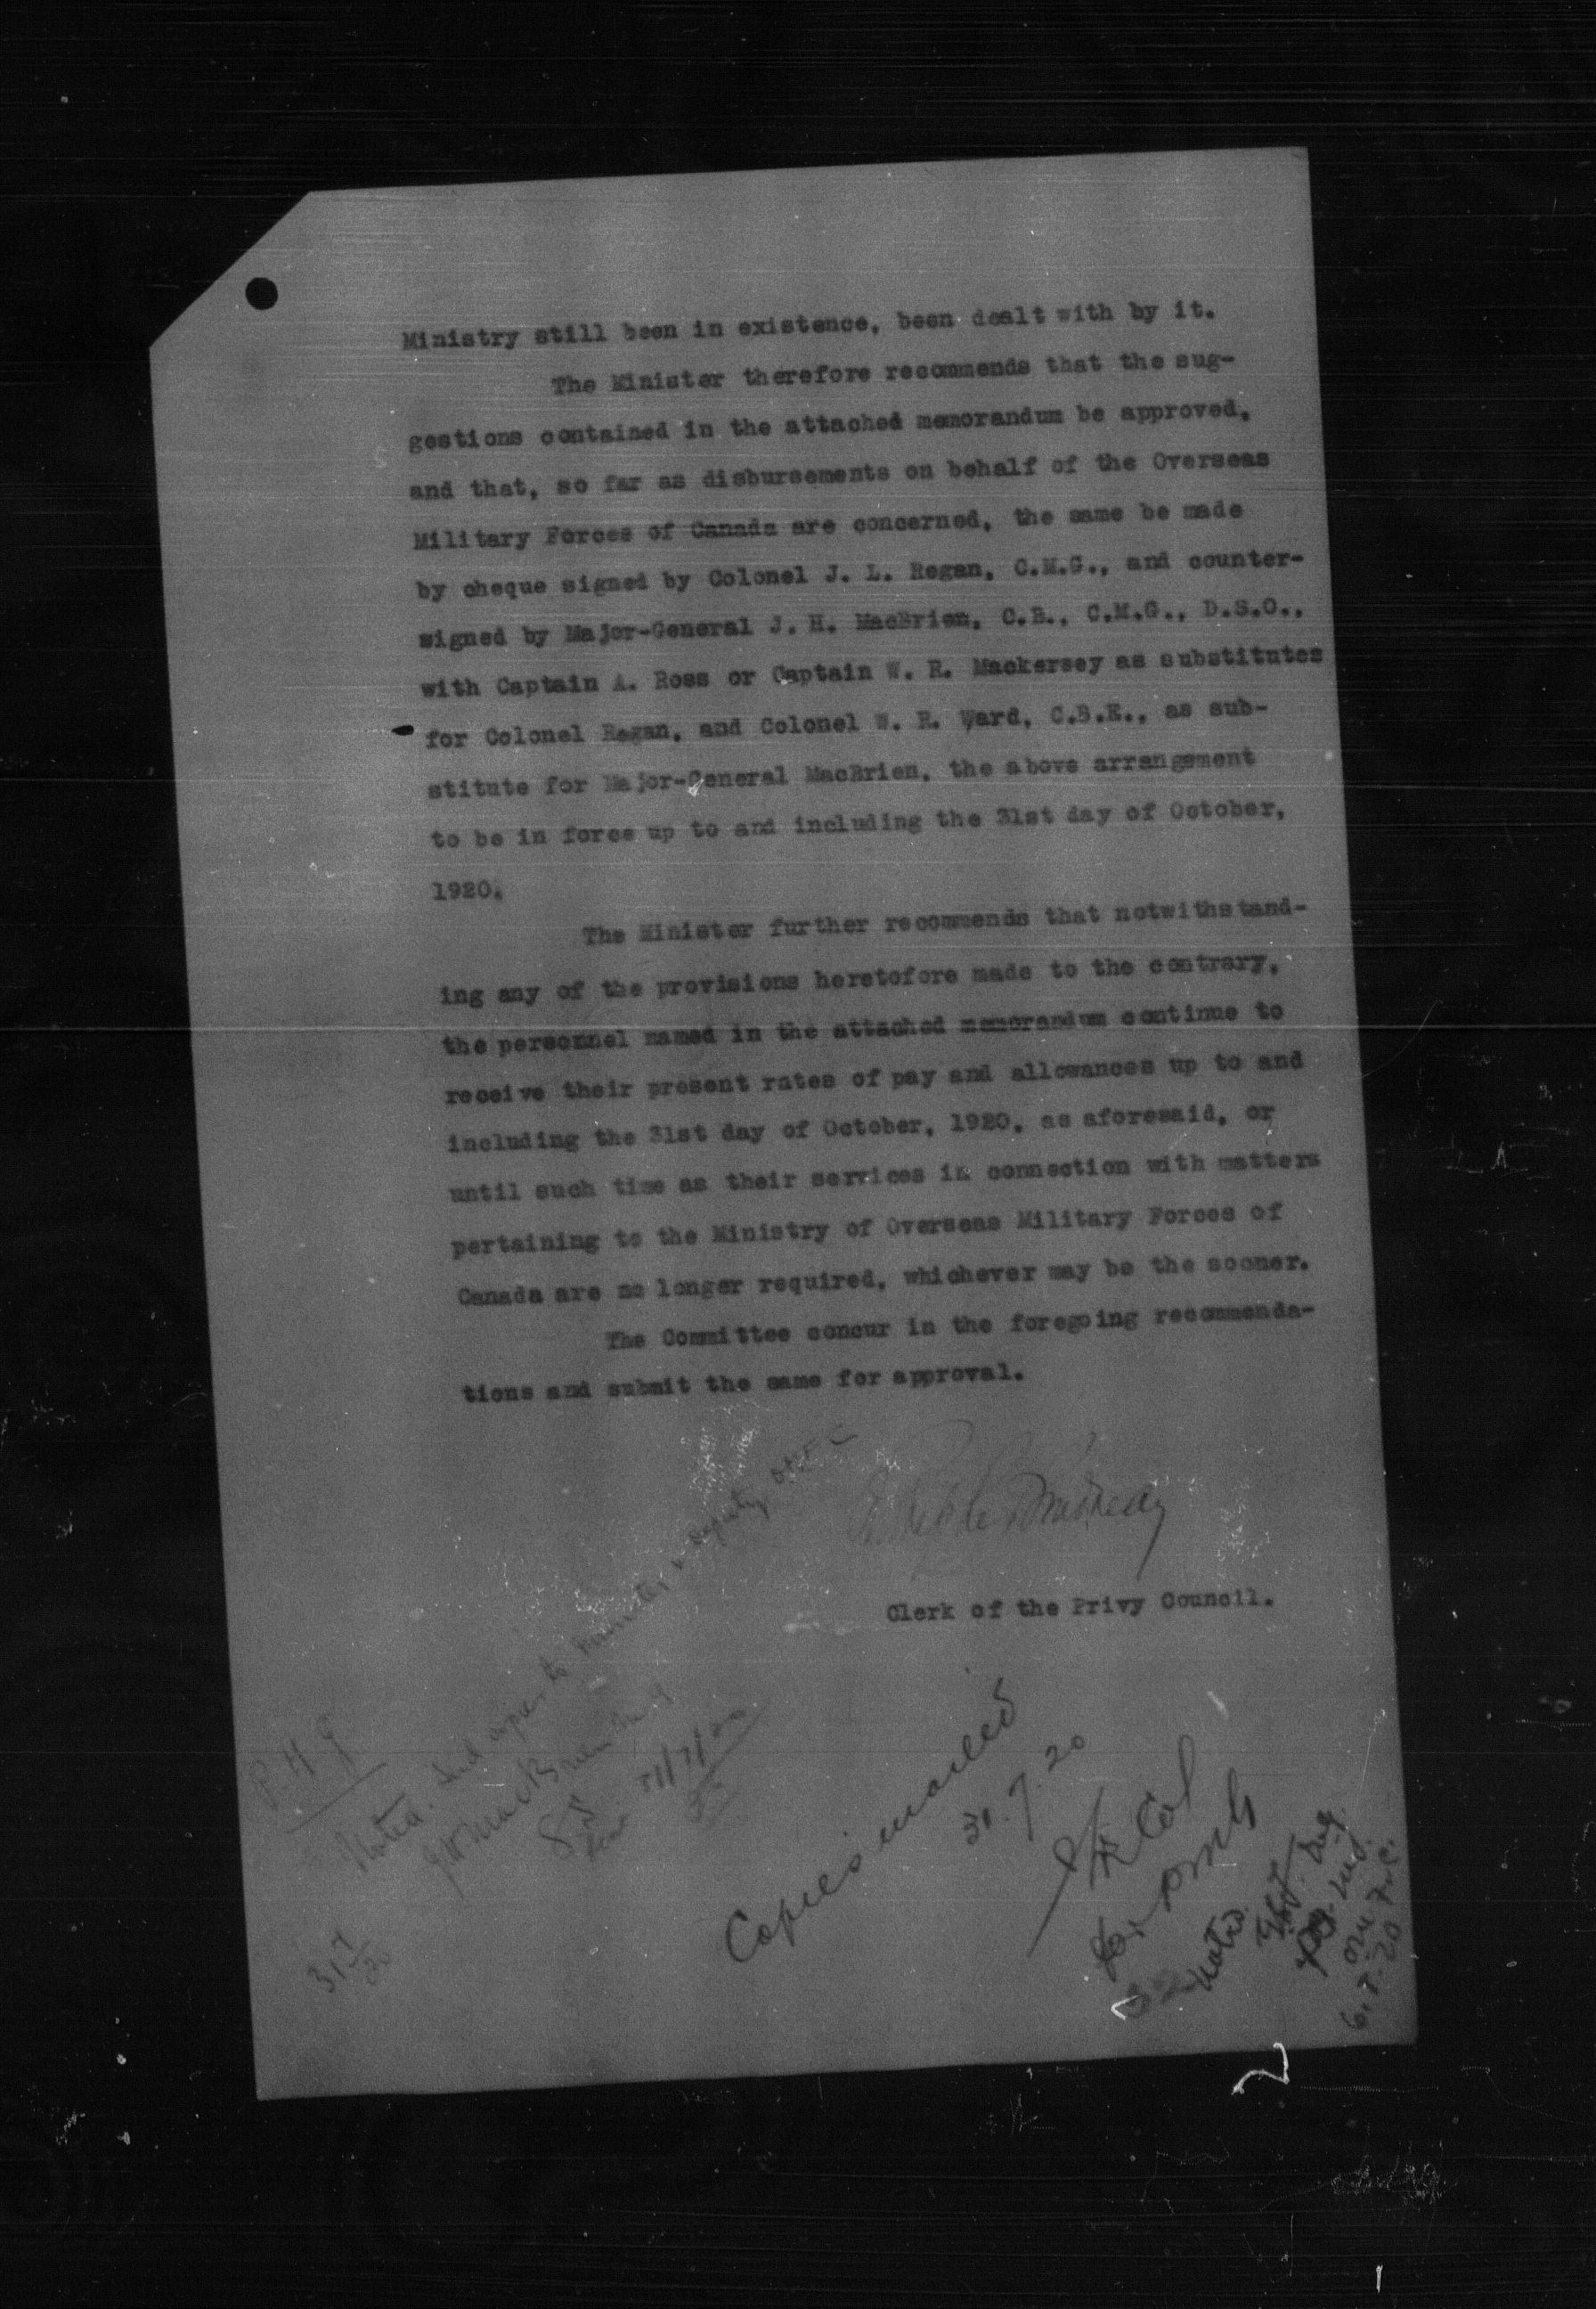 Ministry still been in existence, been dealt with by it.
The Minister therefore recommends that the sug-
gestions contained in the attached memorandum be approved,
and that, so far as disbursements on behalf of the Overseas
Military Forces of Canada are concerned, the same be made
by cheque signed by Colonel J. L. Regan, C.M.G., and counter-
signed by Major-General J. H. MacBrien, C.B., C.M.G., D.S.O.,
with Captain A. Ross or Captain W. R. Mackersey as substitutes
for Colonel Regan, and Colonel W. R. Ward, C.B.E., as sub-
stitute for Major-General MacBrien, the above arrangement
to be in force up to and including the 31st day of October,
1920.
The Minister further recommends that notwithstand-
ing any of the provisions heretofore made to the contrary,
the personnel named in the attached memorandum continue to
receive their present rates of pay and allowances up to and
including the 31st day of October, 1920, as aforesaid, or
until such time as their services in connection with matters
pertaining to the Ministry of Overseas Military Forces of
Canada are no longer required, whichever may be the sooner.
The Committee concur in the foregoing recommenda-
tions and submit the same for approval.
Clerk of the Privy Council.
Noted. copies to Minister & Deputy
31/7/20
Copies mailed
31.7.20
Col
Noted